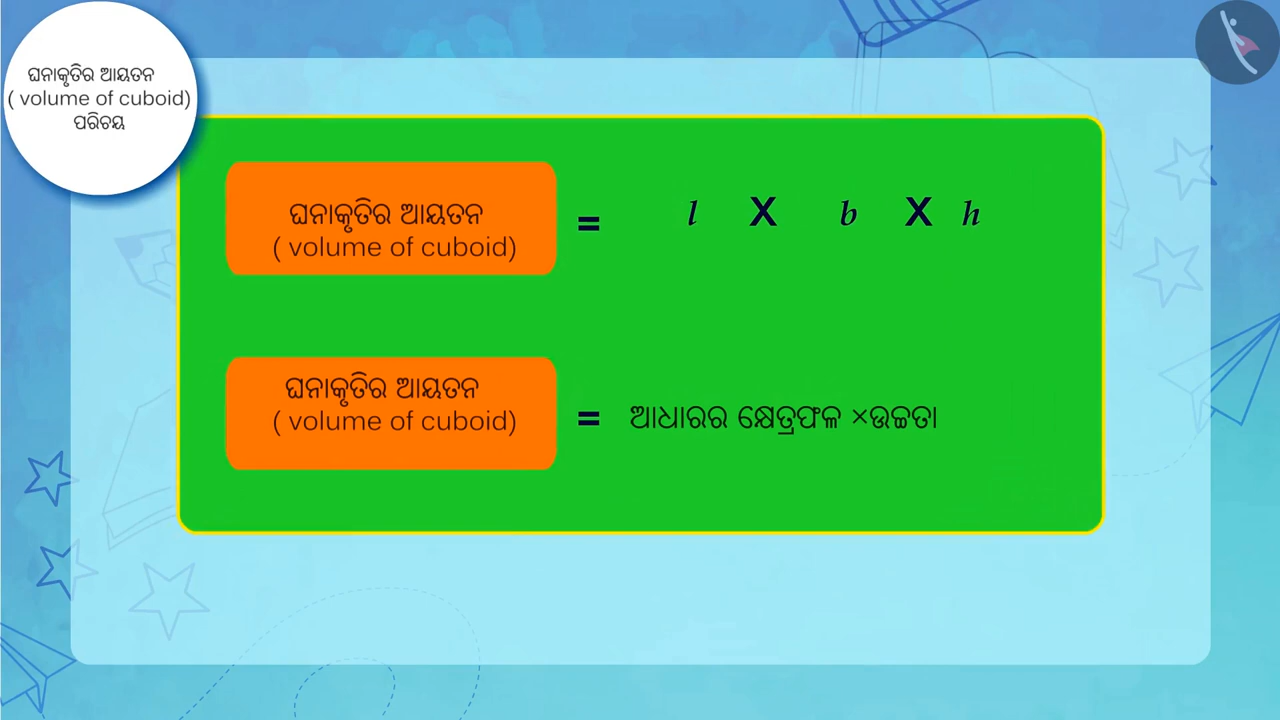 ଘନାକୃତିର ଆୟତନ
( volume of cuboid)
ପରିଚୟ
ଘନାକୃତିର ଆୟତନ
( volume of cuboid)
= l X b X h
ଘନାକୃତିର ଆୟତନ
( volume of cuboid)
= ଆଧାରର କ୍ଷେତ୍ରଫଳ ×ଉଚ୍ଚତା